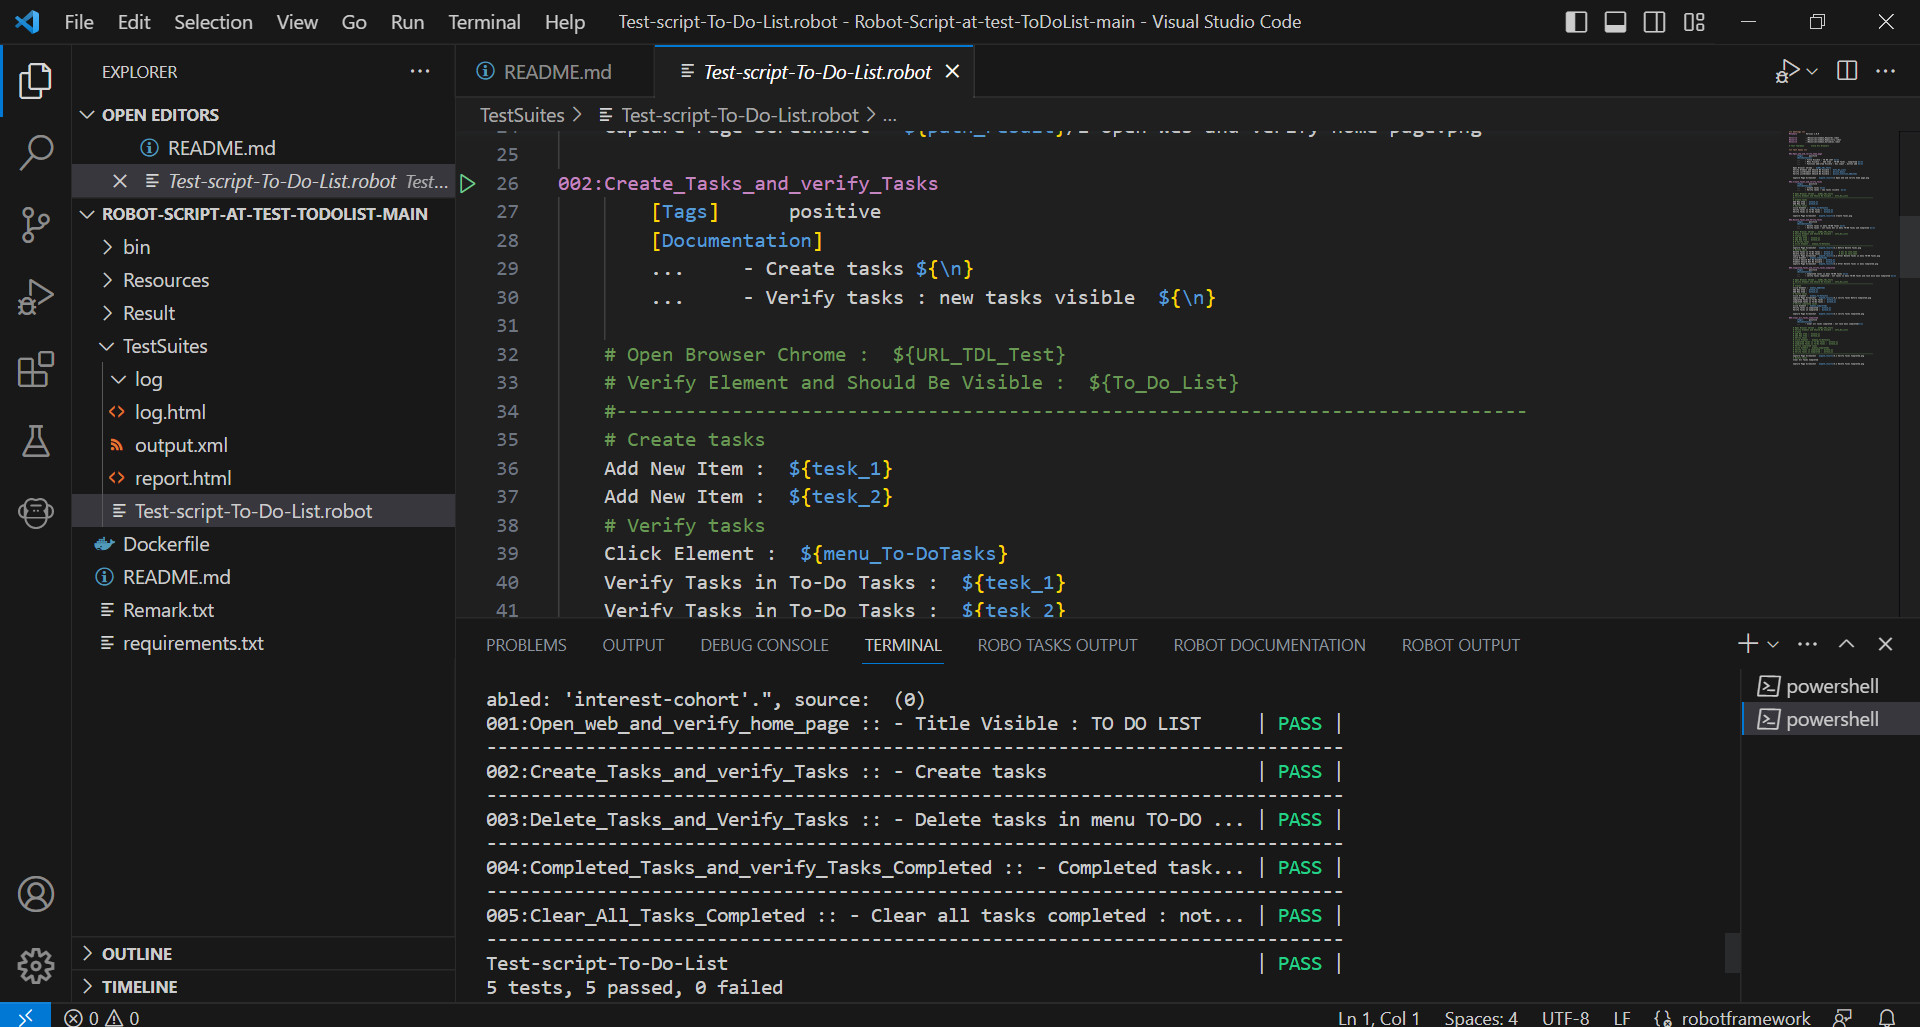 File Edit Selection View Go Run Terminal Help Test-script-To-Do-List.robot - Robot-Script-at-test-ToDoList-main - Visual Studio Code
EXPLORER
OPEN EDITORS
README.md
Test-script-To-Do-List.robot Test...
ROBOT-SCRIPT-AT-TEST-TODOLIST-MAIN
bin
Resources
Result
TestSuites
log
log.html
output.xml
report.html
Test-script-To-Do-List.robot
Dockerfile
README.md
Remark.txt
requirements.txt
OUTLINE
TIMELINE
README.md Test-script-To-Do-List.robot
TestSuites > Test-script-To-Do-List.robot > ...
25
26 002:Create_Tasks_and_verify_Tasks
27 [Tags] positive
28 [Documentation]
29 ... - Create tasks ${\n}
30 ... - Verify tasks : new tasks visible ${\n}
31
32 # Open Browser Chrome : ${URL_TDL_Test}
33 # Verify Element and Should Be Visible : ${To_Do_List}
34 #-------------------------------------------------------------------------------
35 # Create tasks
36 Add New Item : ${tesk_1}
37 Add New Item : ${tesk_2}
38 # Verify tasks
39 Click Element : ${menu_To-DoTasks}
40 Verify Tasks in To-Do Tasks : ${tesk_1}
41 Verify Tasks in To-Do Tasks : ${tesk_2}
PROBLEMS OUTPUT DEBUG CONSOLE TERMINAL ROBO TASKS OUTPUT ROBOT DOCUMENTATION ROBOT OUTPUT
abled: 'interest-cohort'.", source: (0)
001:Open_web_and_verify_home_page :: - Title Visible : TO DO LIST | PASS |
------------------------------------------------------------------------------
002:Create_Tasks_and_verify_Tasks :: - Create tasks | PASS |
------------------------------------------------------------------------------
003:Delete_Tasks_and_Verify_Tasks :: - Delete tasks in menu TO-DO ... | PASS |
------------------------------------------------------------------------------
004:Completed_Tasks_and_verify_Tasks_Completed :: - Completed task... | PASS |
------------------------------------------------------------------------------
005:Clear_All_Tasks_Completed :: - Clear all tasks completed : not... | PASS |
------------------------------------------------------------------------------
Test-script-To-Do-List | PASS |
5 tests, 5 passed, 0 failed
powershell
powershell
0 0 Ln 1, Col 1 Spaces: 4 UTF-8 LF robotframework